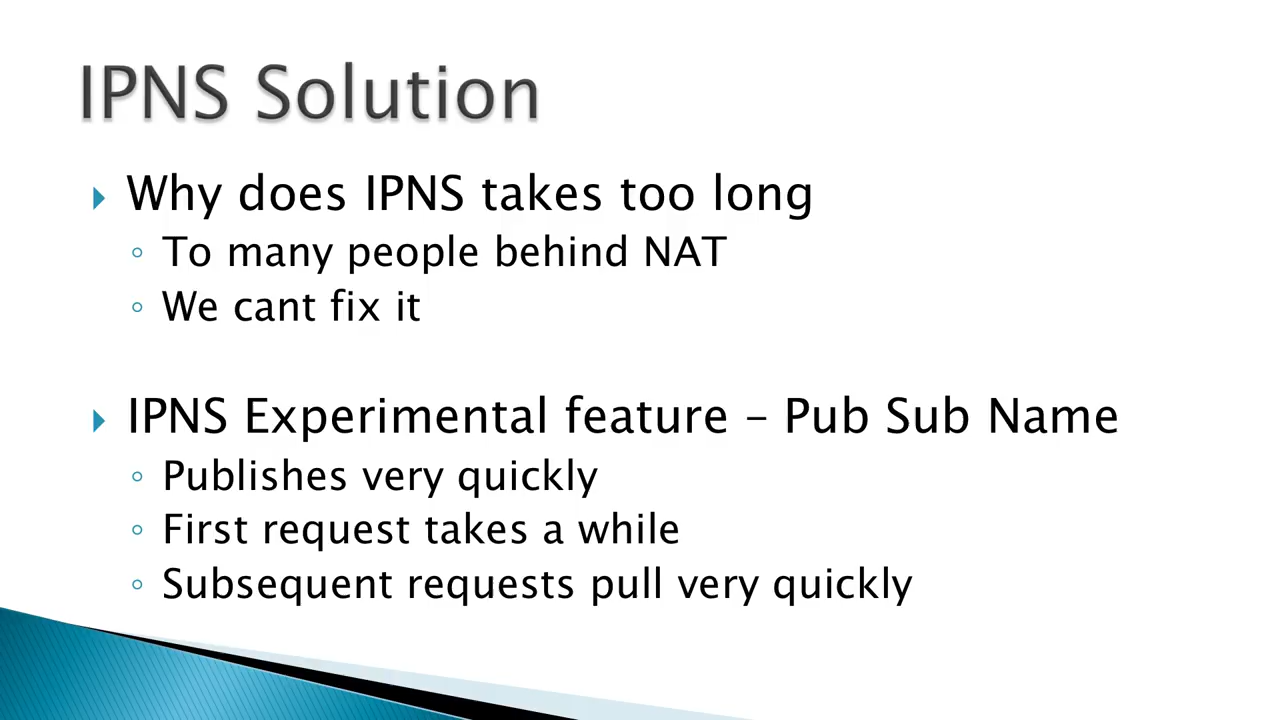 IPNS Solution
Why does IPNS takes too long
To many people behind NAT
We cant fix it
IPNS Experimental feature – Pub Sub Name
Publishes very quickly
First request takes a while
Subsequent requests pull very quickly